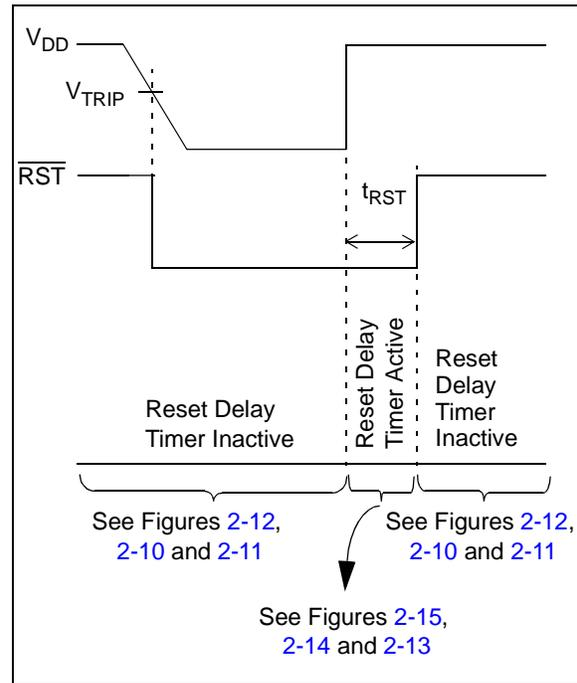 VDD
VTRIP
RST
tRST
Reset Delay
Timer Inactive
Reset Delay
Timer Active
Reset
Delay
Timer
Inactive
See Figures 2-12,
2-10 and 2-11
See Figures 2-12,
2-10 and 2-11
See Figures 2-15,
2-14 and 2-13